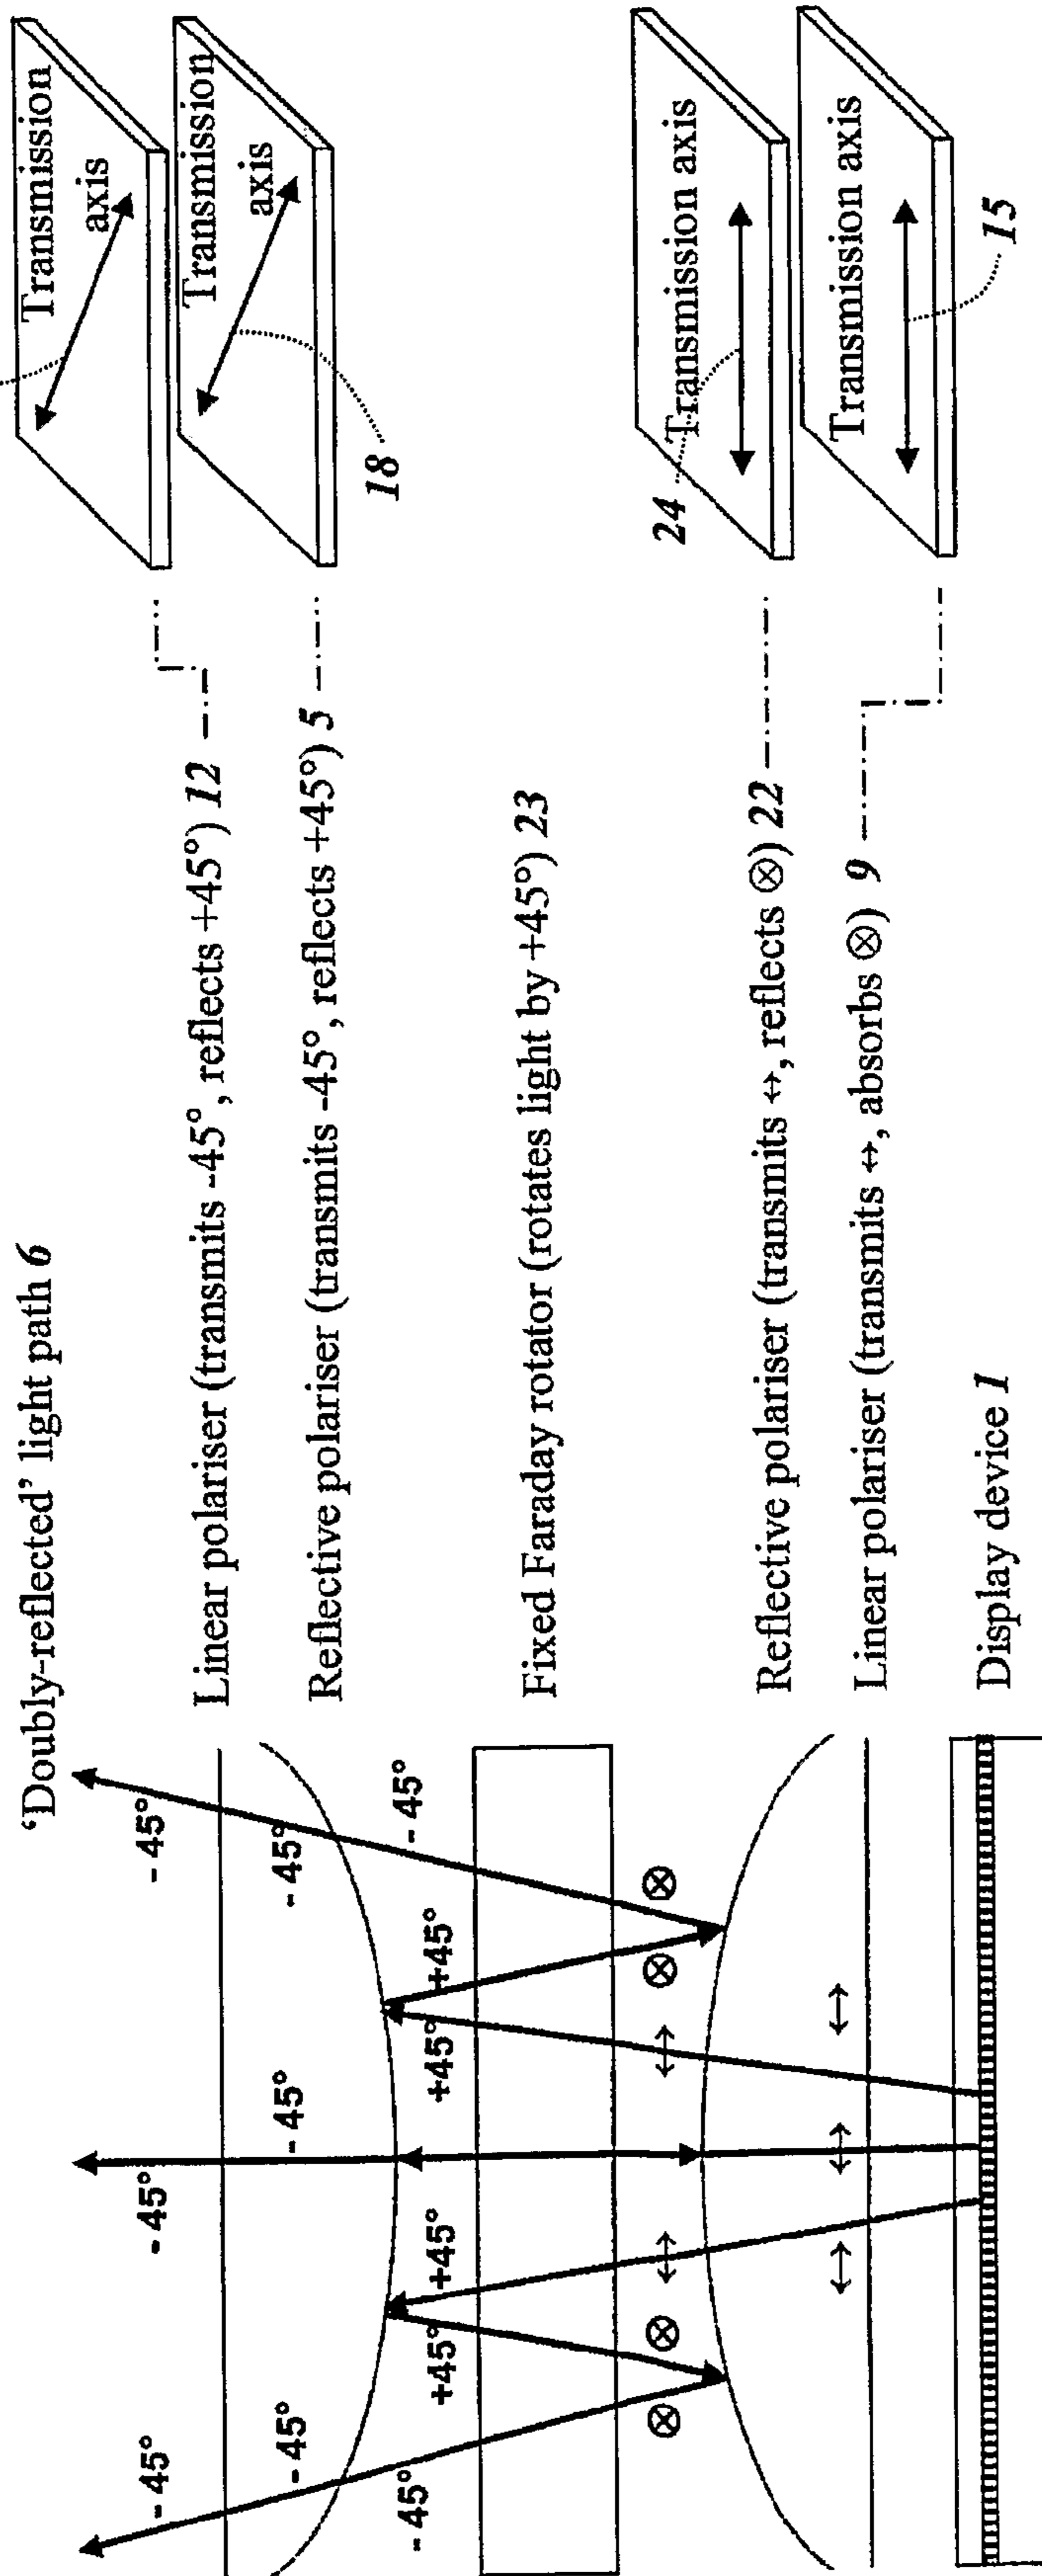 'Doubly-reflected' light path 6
Linear polariser (transmits -45°, reflects +45°) 12
Reflective polariser (transmits -45°, reflects +45°) 5
Fixed Faraday rotator (rotates light by +45°) 23
Reflective polariser (transmits ↔, reflects ⊗) 22
Linear polariser (transmits ↔, absorbs ⊗) 9
Display device 1
-45° -45° -45°
-45° -45° -45°
-45° +45° +45° +45° +45° -45°
⊗ ⊗ ↔ ↔ ⊗ ⊗
↔ ↔ ↔
Transmission
axis
Transmission
axis
18
Transmission axis
24
Transmission axis
15